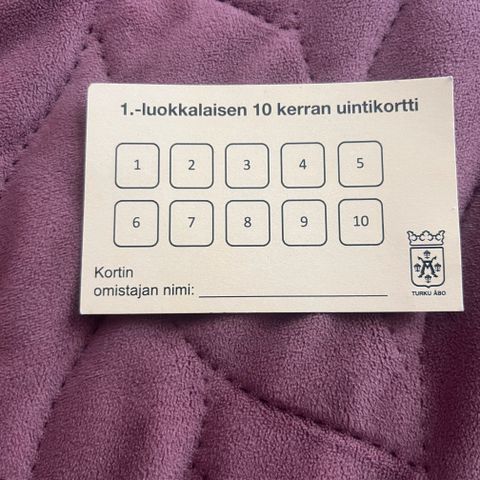 1.-luokkalaisen 10 kerran uintikortti
1 2 3 4 5
6 7 8 9 10
Kortin
omistajan nimi:
TURKU ÅBO